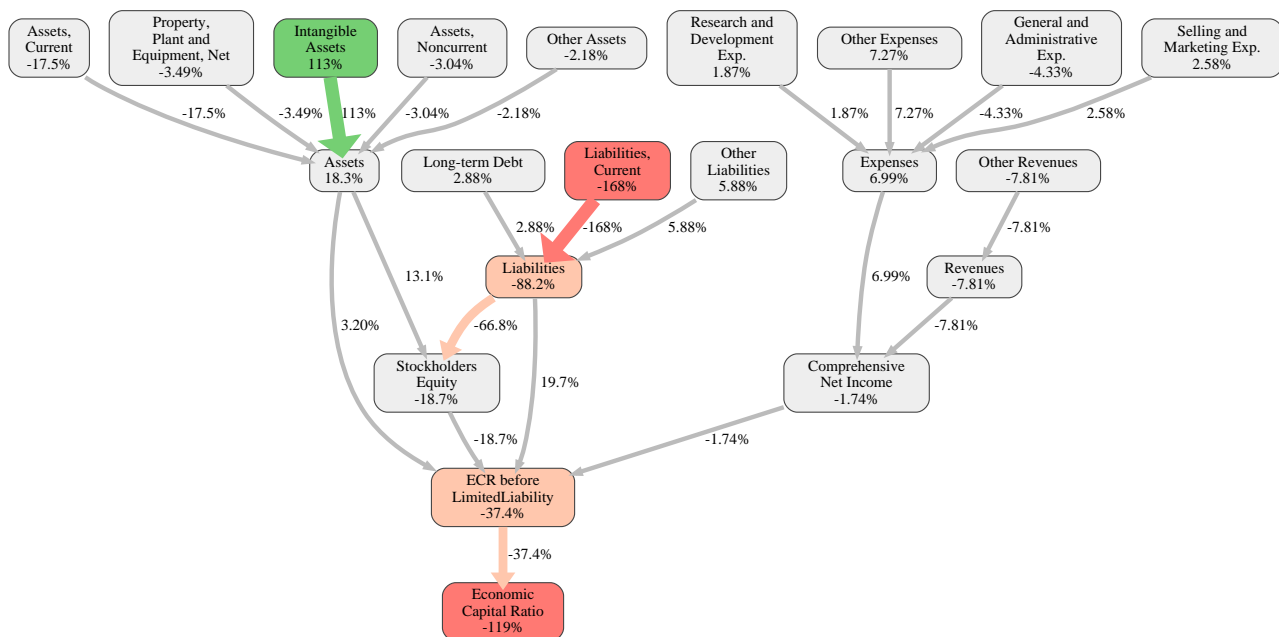 Assets,
Current
-17.5%
Property,
Plant and
Equipment, Net
-3.49%
Intangible
Assets
113%
Assets,
Noncurrent
-3.04%
Other Assets
-2.18%
Research and
Development
Exp.
1.87%
Other Expenses
7.27%
General and
Administrative
Exp.
-4.33%
Selling and
Marketing Exp.
2.58%
-17.5%
-3.49%
113%
-3.04%
-2.18%
1.87%
7.27%
-4.33%
2.58%
Assets
18.3%
Long-term Debt
2.88%
Liabilities,
Current
-168%
Other
Liabilities
5.88%
Expenses
6.99%
Other Revenues
-7.81%
2.88%
-168%
5.88%
-7.81%
Liabilities
-88.2%
Revenues
-7.81%
13.1%
6.99%
3.20%
-66.8%
-7.81%
Stockholders
Equity
-18.7%
19.7%
Comprehensive
Net Income
-1.74%
-18.7%
-1.74%
ECR before
LimitedLiability
-37.4%
-37.4%
Economic
Capital Ratio
-119%